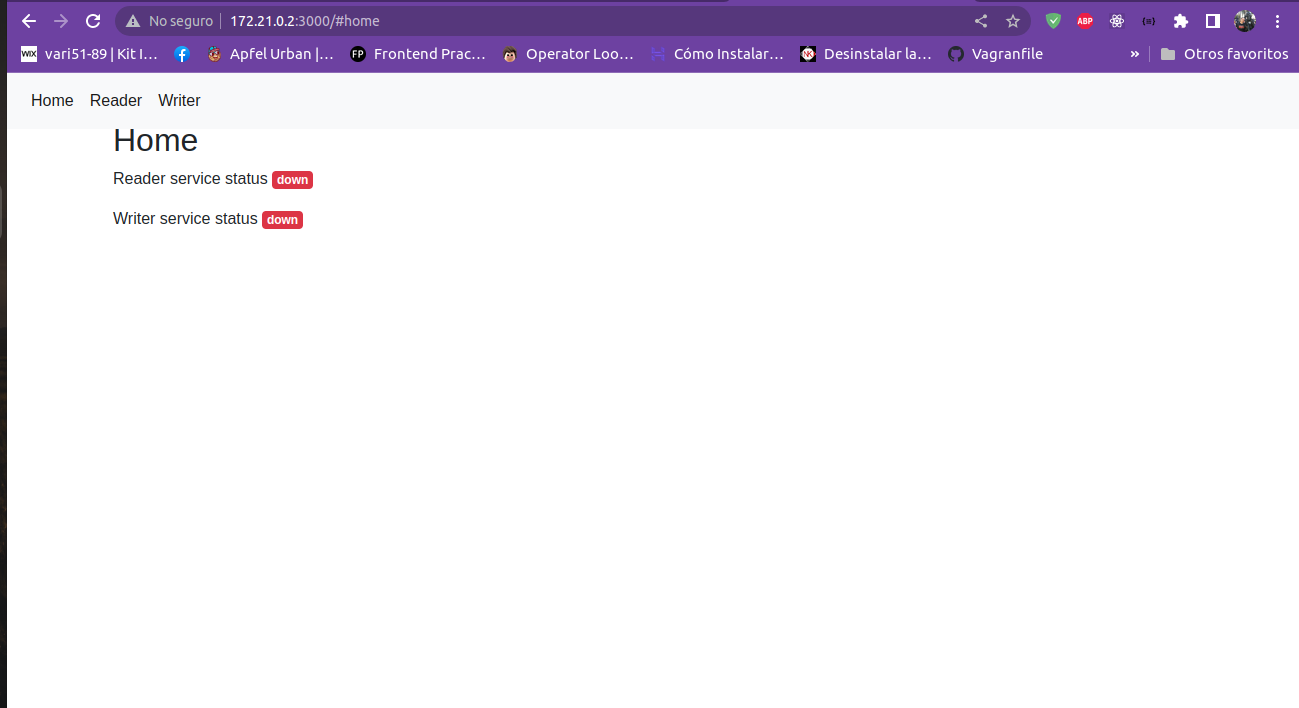 No seguro 172.21.0.2:3000/#home ABP
WIX vari51-89 | Kit I... Apfel Urban |... FP Frontend Prac... Operator Loo... Cómo Instalar... NK Desinstalar la... Vagranfile » Otros favoritos
Home Reader Writer
Home
Reader service status down
Writer service status down